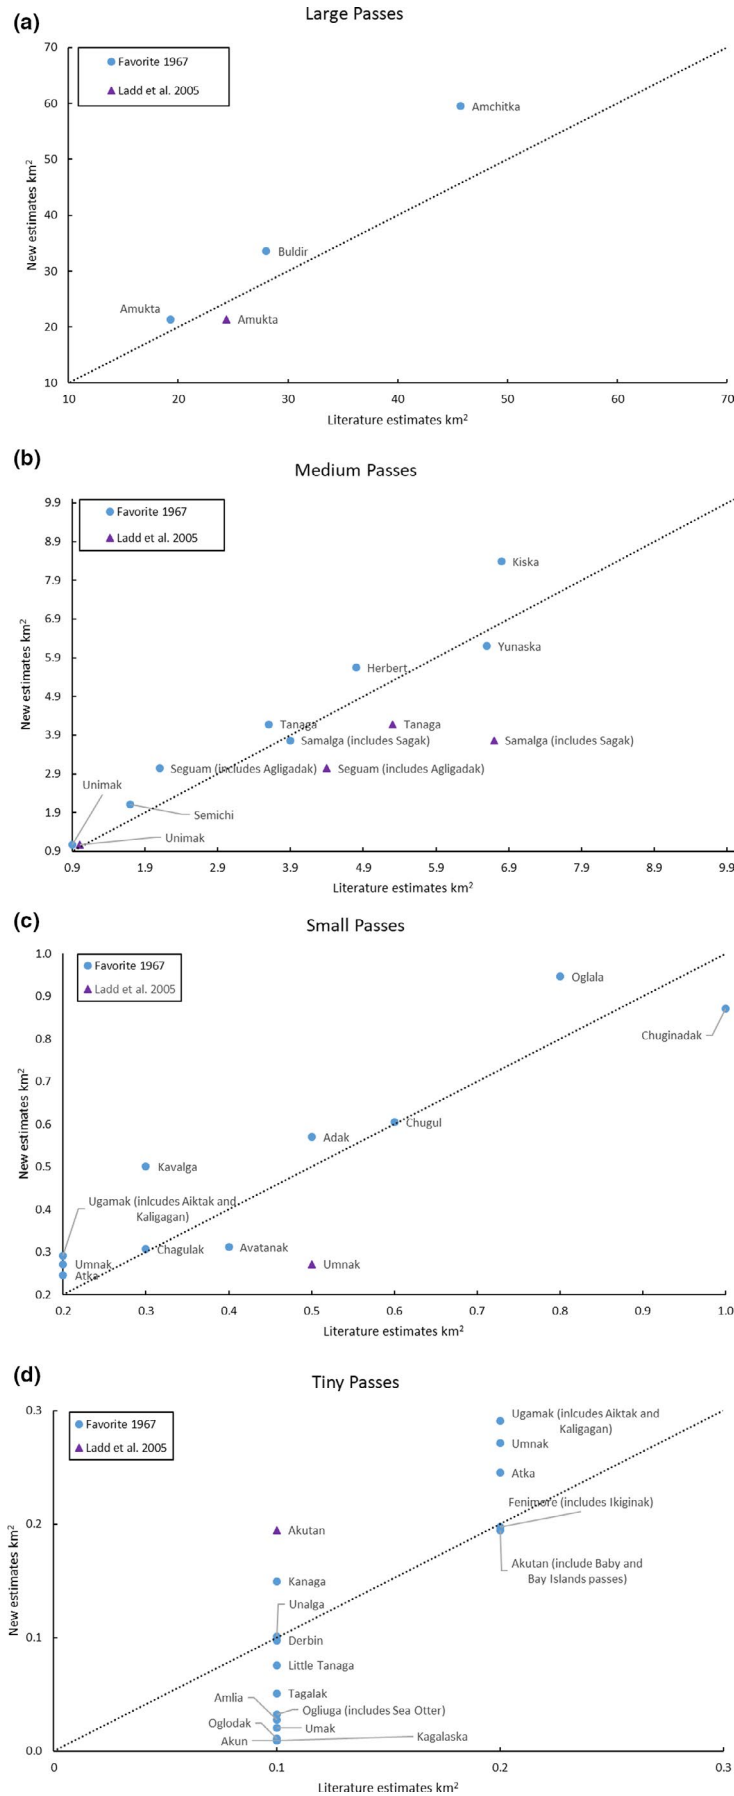 (a)
Large Passes
Favorite 1967
Ladd et al. 2005
70
60
50
40
30
20
10
New estimates km²
Amchitka
Buldir
Amukta
Amukta
10 20 30 40 50 60 70
Literature estimates km²
(b)
Medium Passes
Favorite 1967
Ladd et al. 2005
9.9
8.9
7.9
6.9
5.9
4.9
3.9
2.9
1.9
0.9
New estimates km²
Kiska
Yunaska
Herbert
Tanaga
Tanaga
Samalga (includes Sagak)
Samalga (includes Sagak)
Seguam (includes Agligadak)
Seguam (includes Agligadak)
Unimak
Semichi
Unimak
0.9 1.9 2.9 3.9 4.9 5.9 6.9 7.9 8.9 9.9
Literature estimates km²
(c)
Small Passes
Favorite 1967
Ladd et al. 2005
1.0
0.9
0.8
0.7
0.6
0.5
0.4
0.3
0.2
New estimates km²
Oglala
Chuginadak
Chugul
Adak
Kavalga
Ugamak (inlcudes Aiktak and
Kaligagan)
Chagulak
Avatanak
Umnak
Umnak
Atka
0.2 0.3 0.4 0.5 0.6 0.7 0.8 0.9 1.0
Literature estimates km²
(d)
Tiny Passes
Favorite 1967
Ladd et al. 2005
0.3
0.2
0.1
0.0
New estimates km²
Ugamak (inlcudes Aiktak and
Kaligagan)
Umnak
Atka
Fenimore (includes Ikiginak)
Akutan
Akutan (include Baby and
Bay Islands passes)
Kanaga
Unalga
Derbin
Little Tanaga
Tagalak
Amlia
Ogliuga (includes Sea Otter)
Oglodak
Umak
Akun
Kagalaska
0 0.1 0.2 0.3
Literature estimates km²